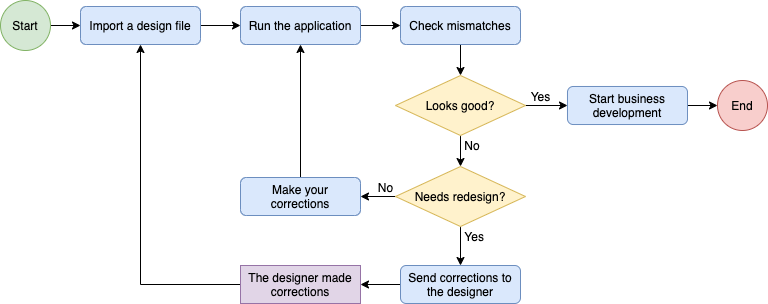 Start
Import a design file
Run the application
Check mismatches
Looks good?
Yes
Start business
development
End
No
Needs redesign?
No
Make your
corrections
Yes
Send corrections to
the designer
The designer made
corrections